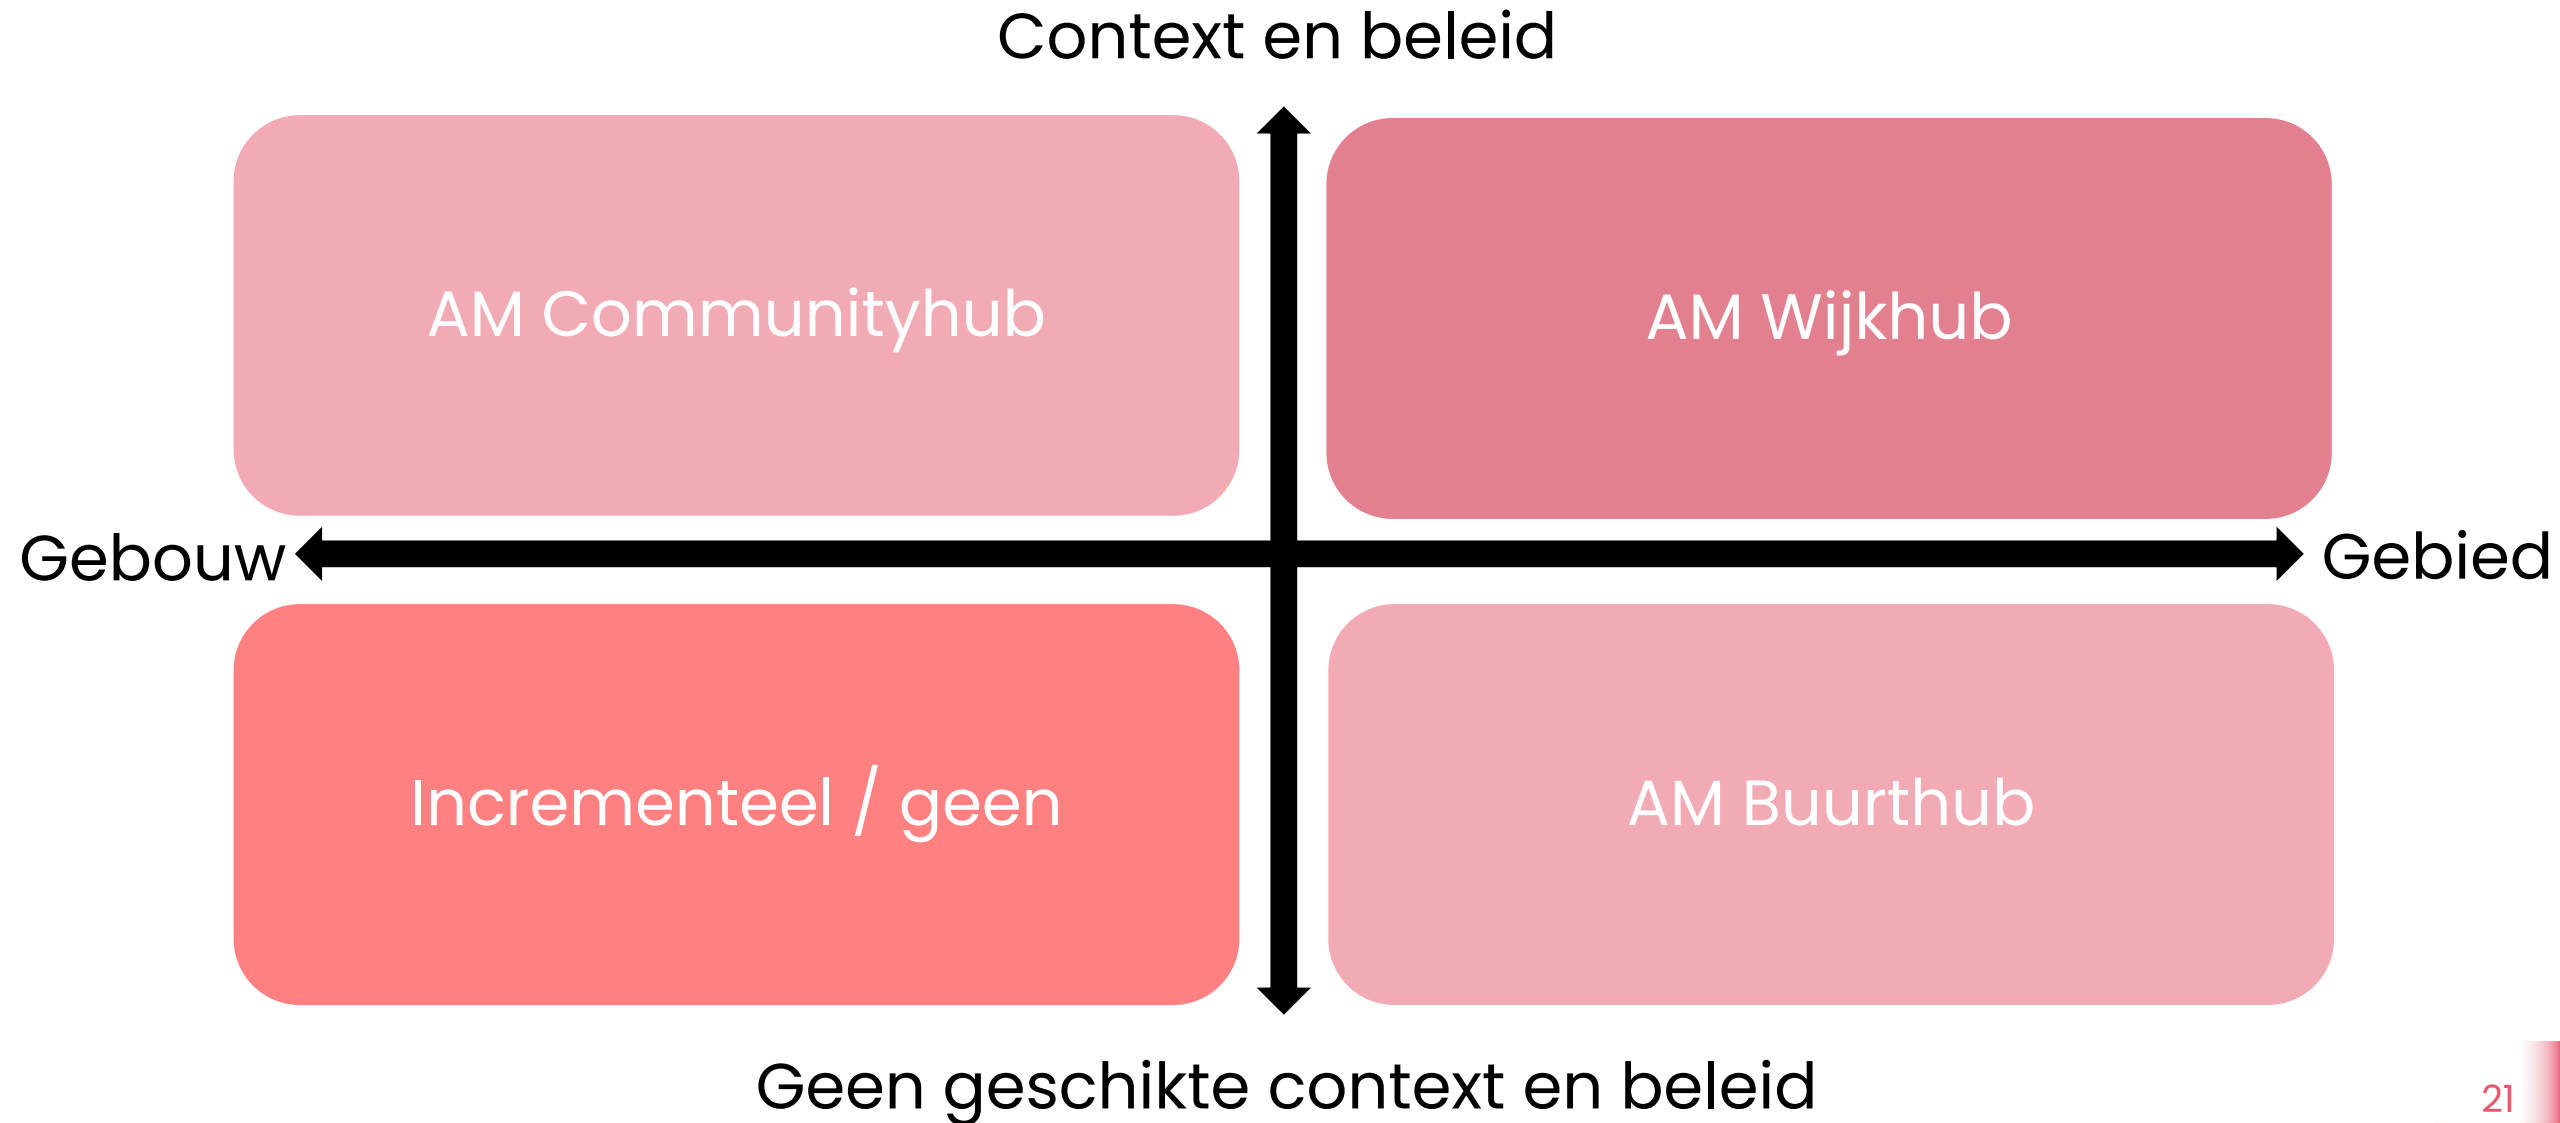 Context en beleid
AM Communityhub
AM Wijkhub
Gebouw
Gebied
Incrementeel / geen
AM Buurthub
Geen geschikte context en beleid
21